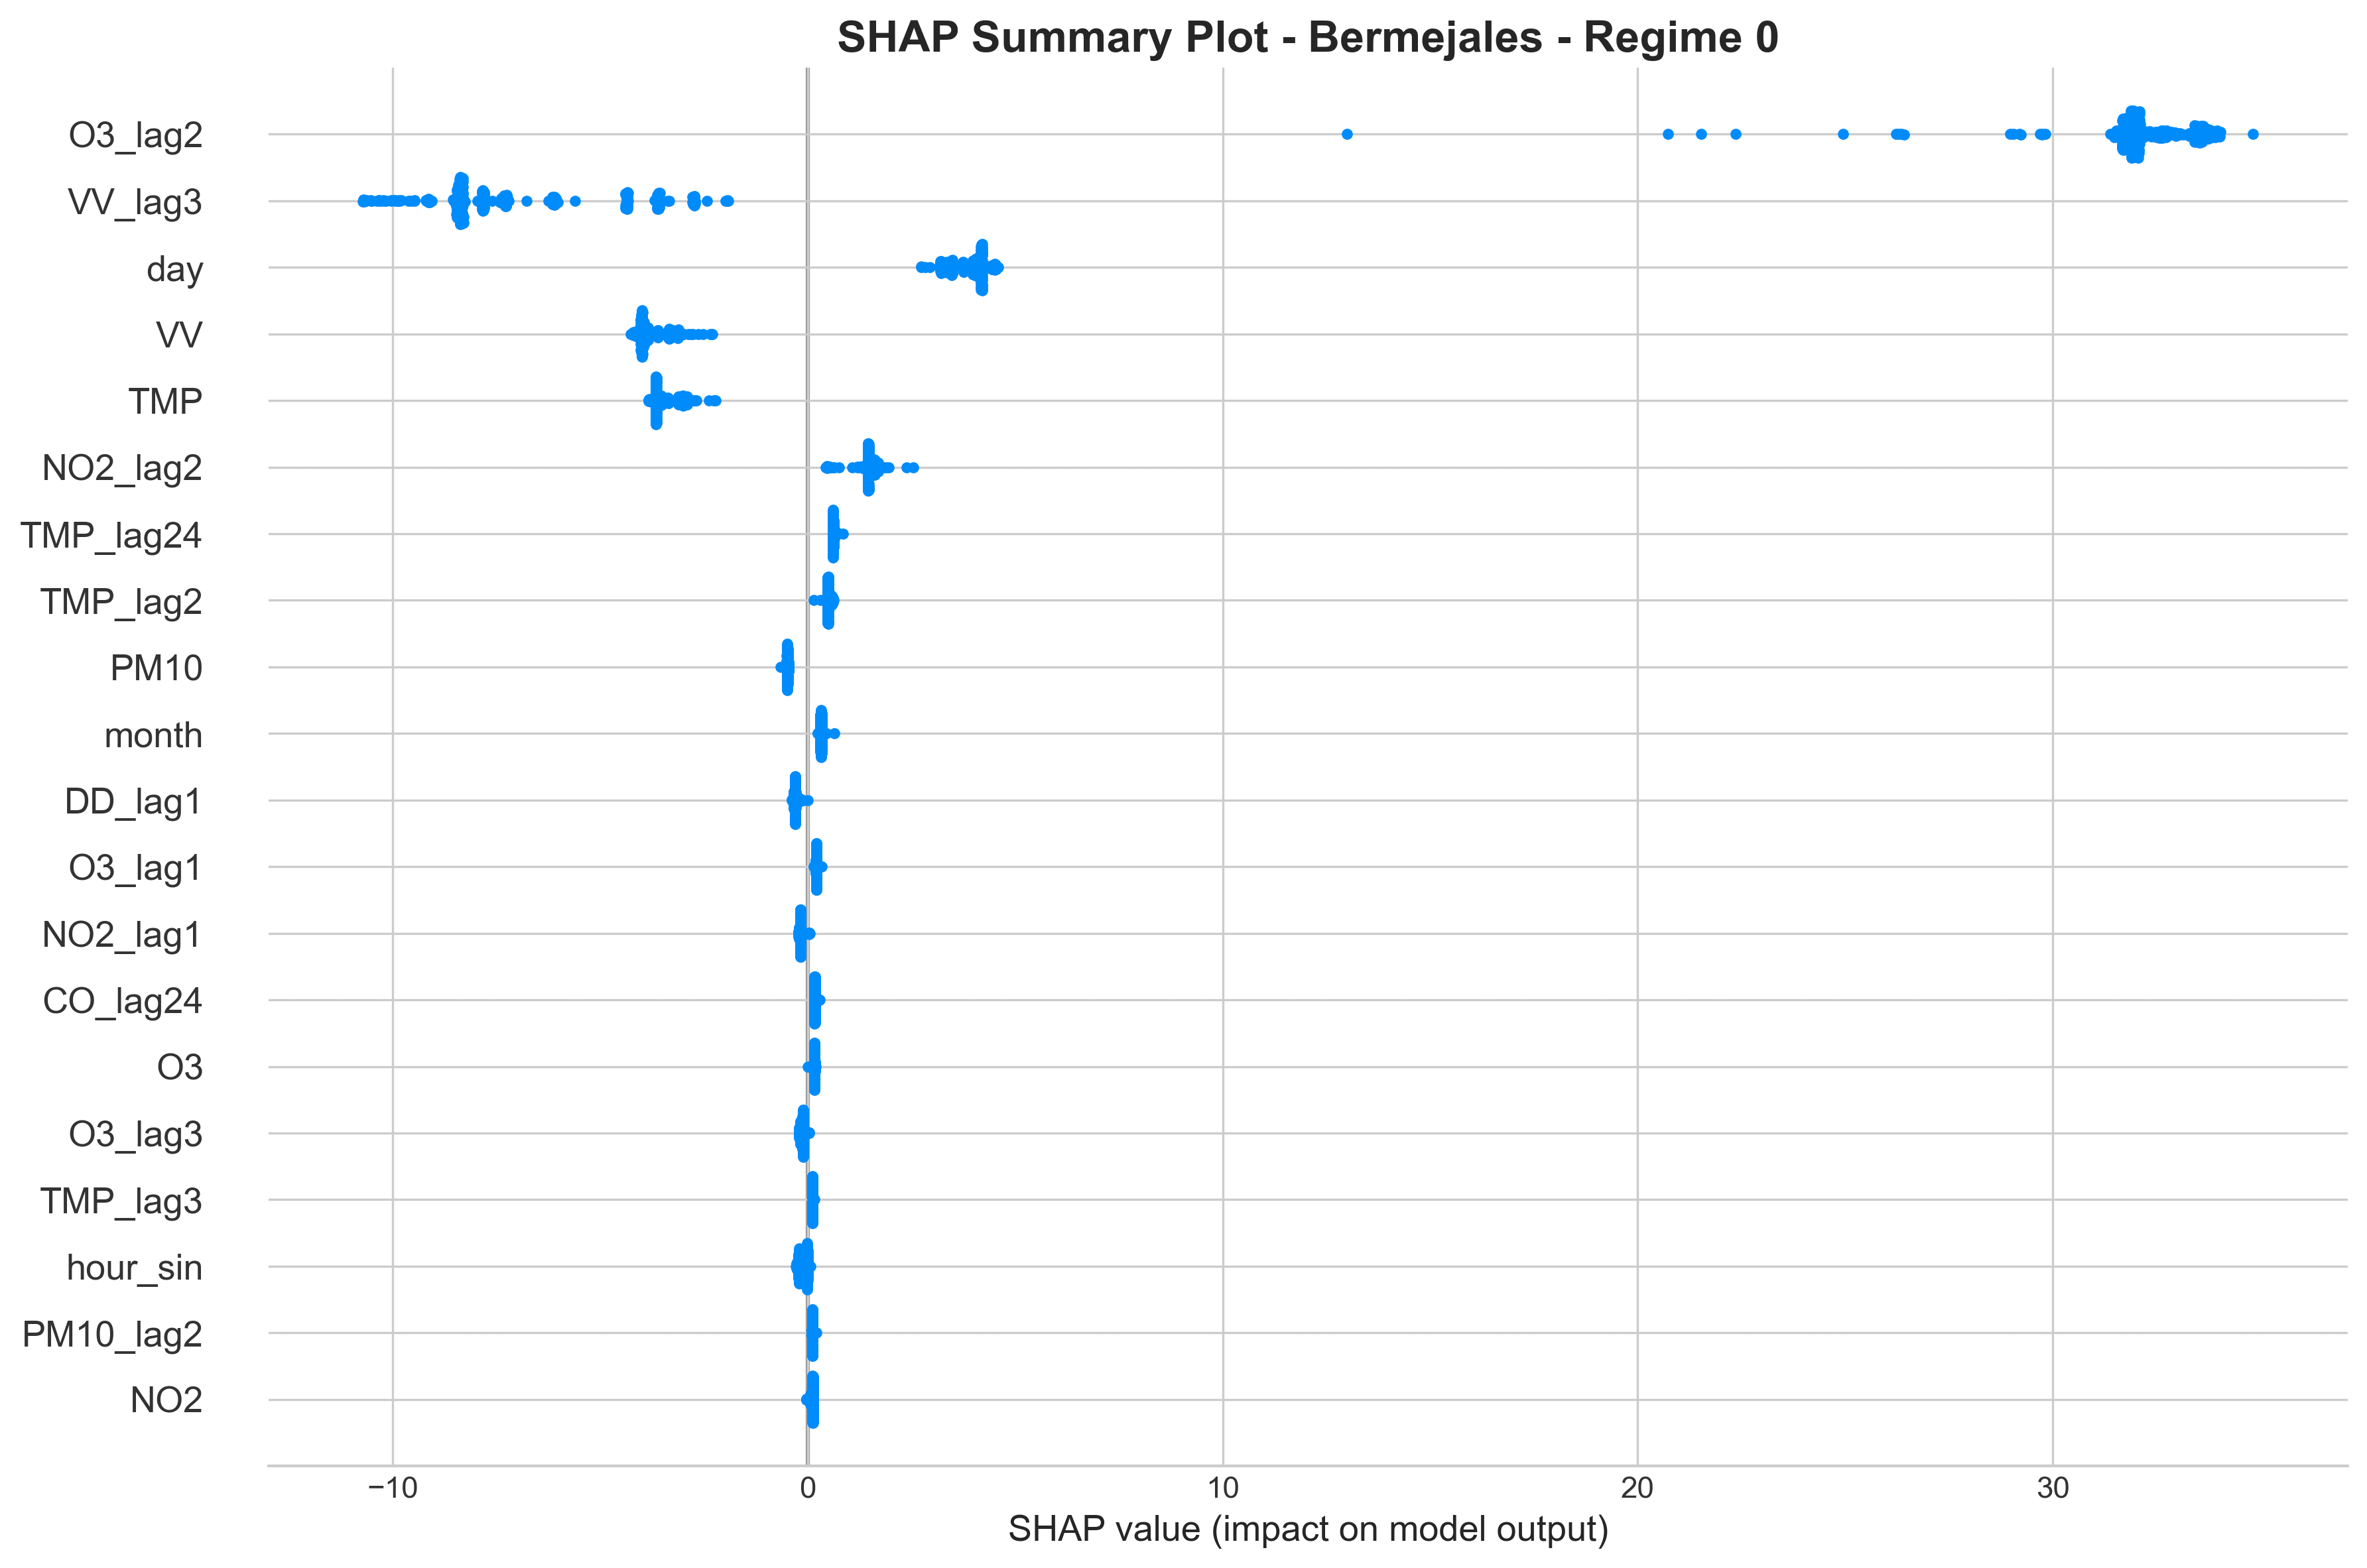 SHAP Summary Plot - Bermejales - Regime 0
O3_lag2
VV_lag3
day
VV
TMP
NO2_lag2
TMP_lag24
TMP_lag2
PM10
month
DD_lag1
O3_lag1
NO2_lag1
CO_lag24
O3
O3_lag3
TMP_lag3
hour_sin
PM10_lag2
NO2
−10 0 10 20 30
SHAP value (impact on model output)